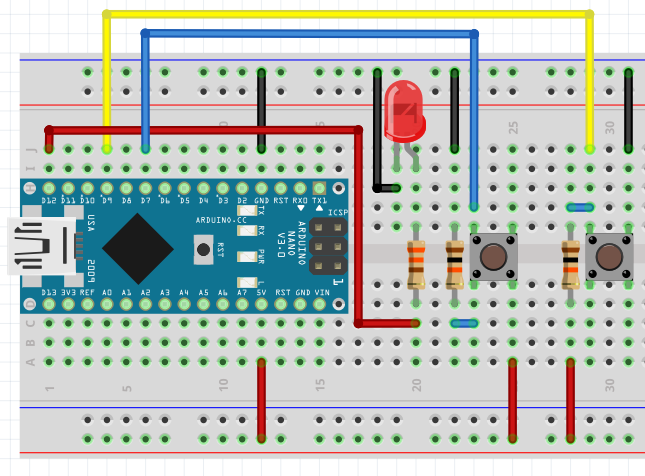 0
25
30
J
I
H
D12 D11 D10 D9 D8 D7 D6 D5 D4 D3 D2 GND RST RX0 TX1
USA
2009
ARDUINO.CC
RST
TX
RX
PWR
L
ARDUINO
NANO
V3.0
ICSP
1
D13 3V3 REF A0 A1 A2 A3 A4 A5 A6 A7 5V RST GND VIN
D
C
B
A
1
5
10
15
20
30